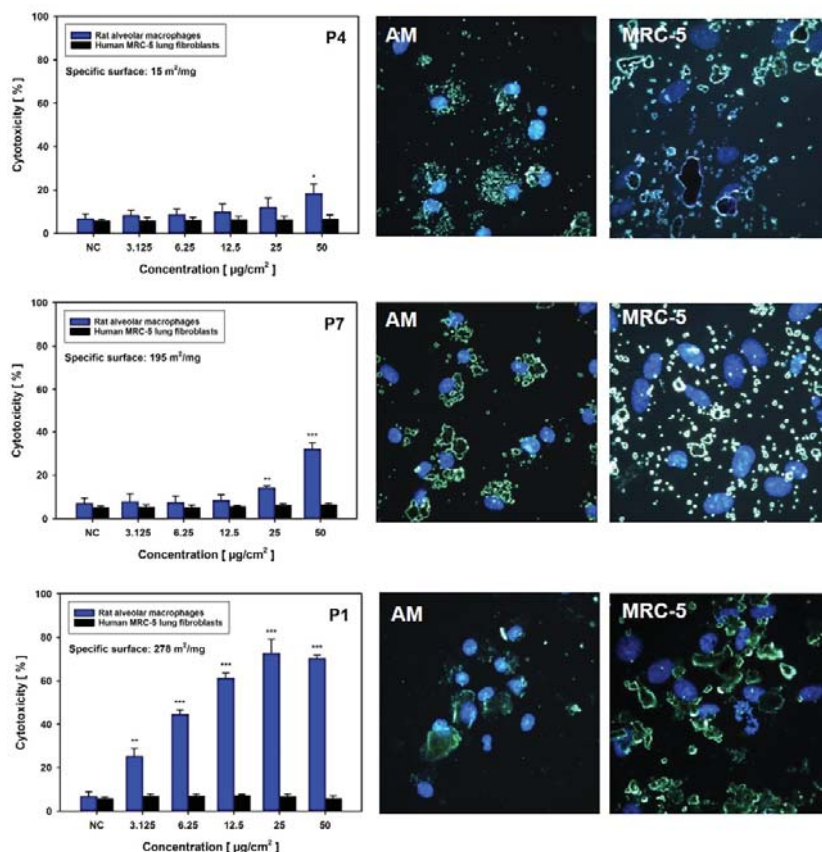 P4
Rat alveolar macrophages
Human MRC-5 lung fibroblasts
Specific surface: 15 m²/mg
Cytotoxicity [ % ]
100
80
60
40
20
0
*
NC 3.125 6.25 12.5 25 50
Concentration [ µg/cm² ]
AM
MRC-5
P7
Rat alveolar macrophages
Human MRC-5 lung fibroblasts
Specific surface: 195 m²/mg
Cytotoxicity [ % ]
100
80
60
40
20
0
** ***
NC 3.125 6.25 12.5 25 50
Concentration [ µg/cm² ]
AM
MRC-5
P1
Rat alveolar macrophages
Human MRC-5 lung fibroblasts
Specific surface: 278 m²/mg
Cytotoxicity [ % ]
100
80
60
40
20
0
** *** *** *** ***
NC 3.125 6.25 12.5 25 50
Concentration [ µg/cm² ]
AM
MRC-5